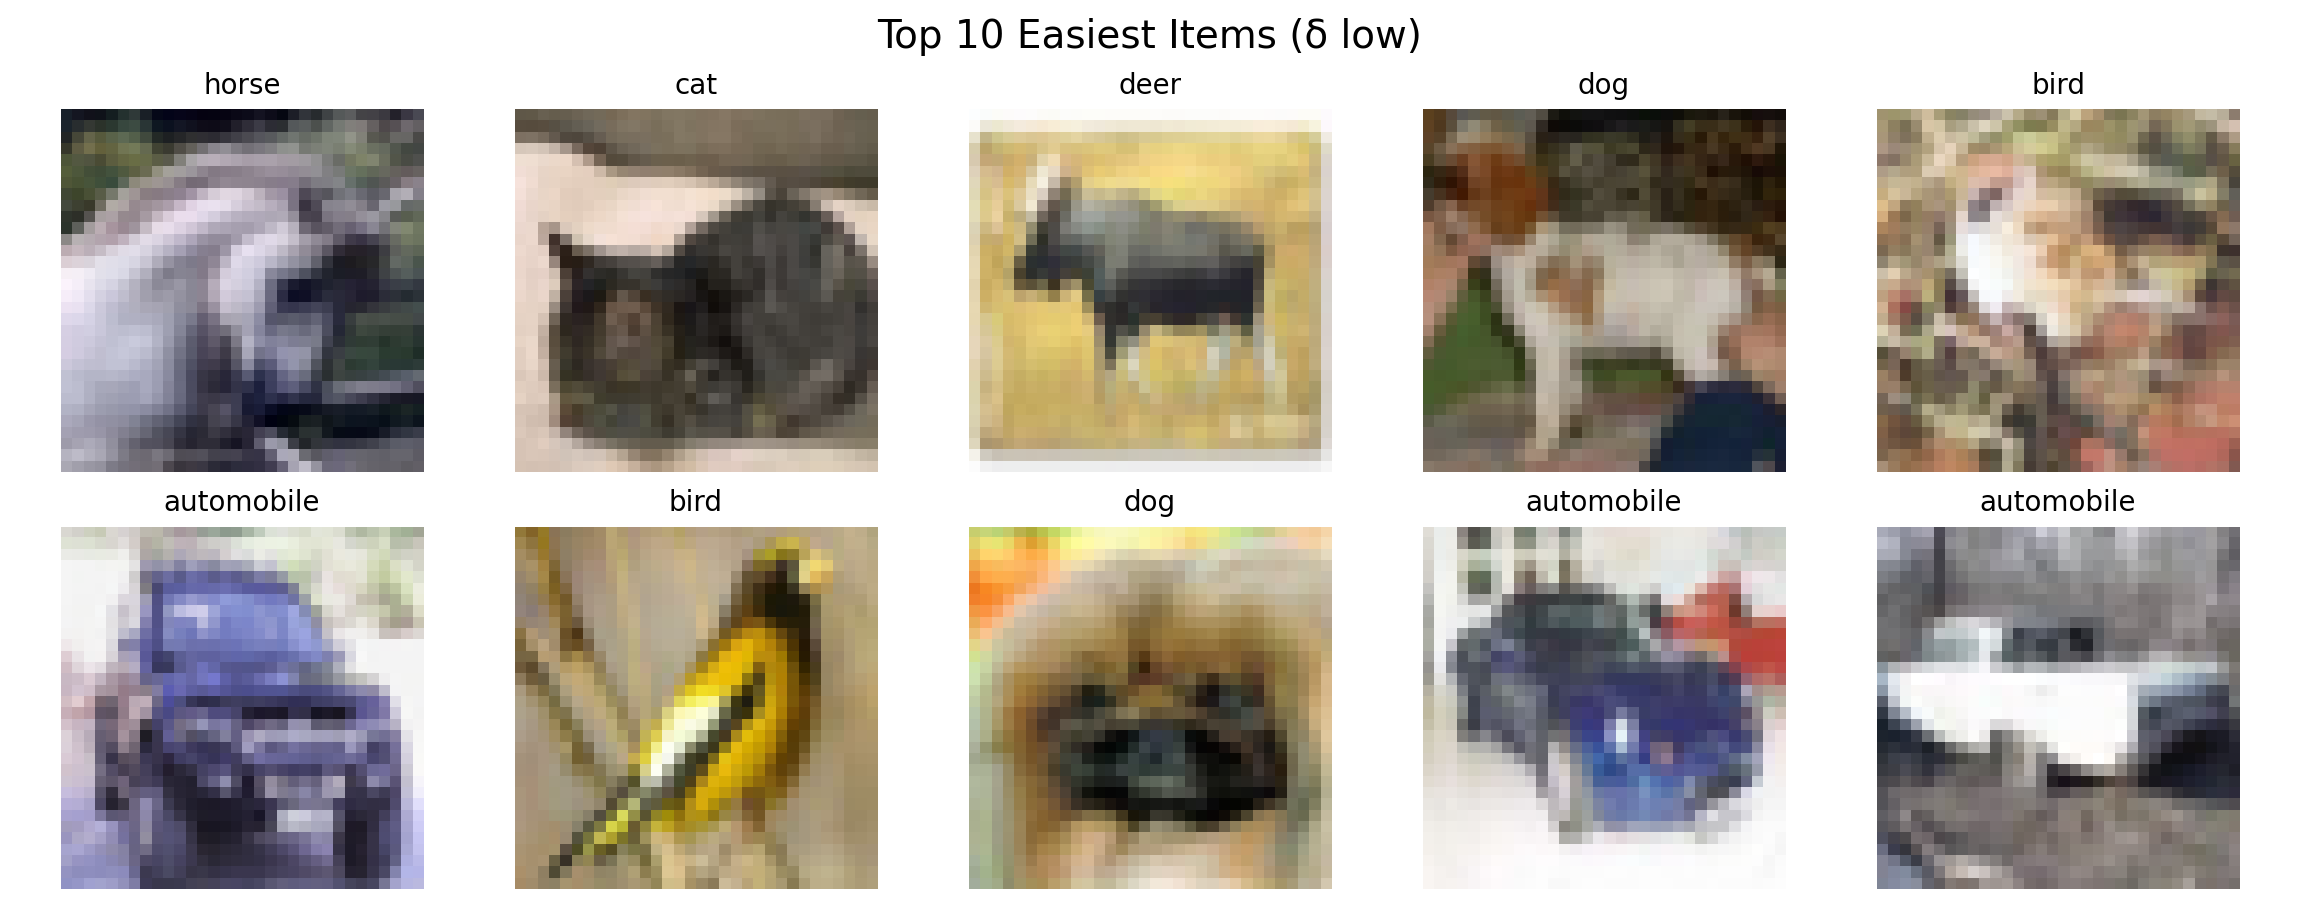 Top 10 Easiest Items (δ low)
horse
cat
deer
dog
bird
automobile
bird
dog
automobile
automobile